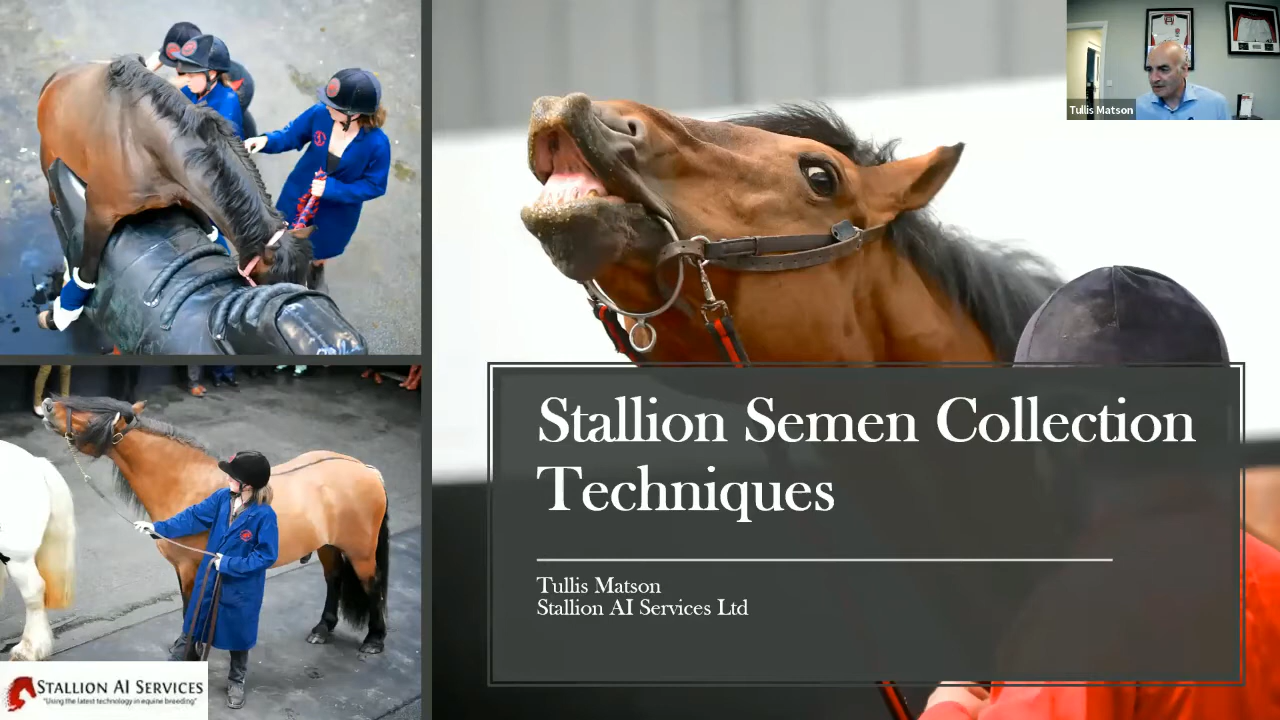 Tullis Matson
Stallion Semen Collection
Techniques
Tullis Matson
Stallion AI Services Ltd
STALLION AI SERVICES
"Using the latest technology in equine breeding"